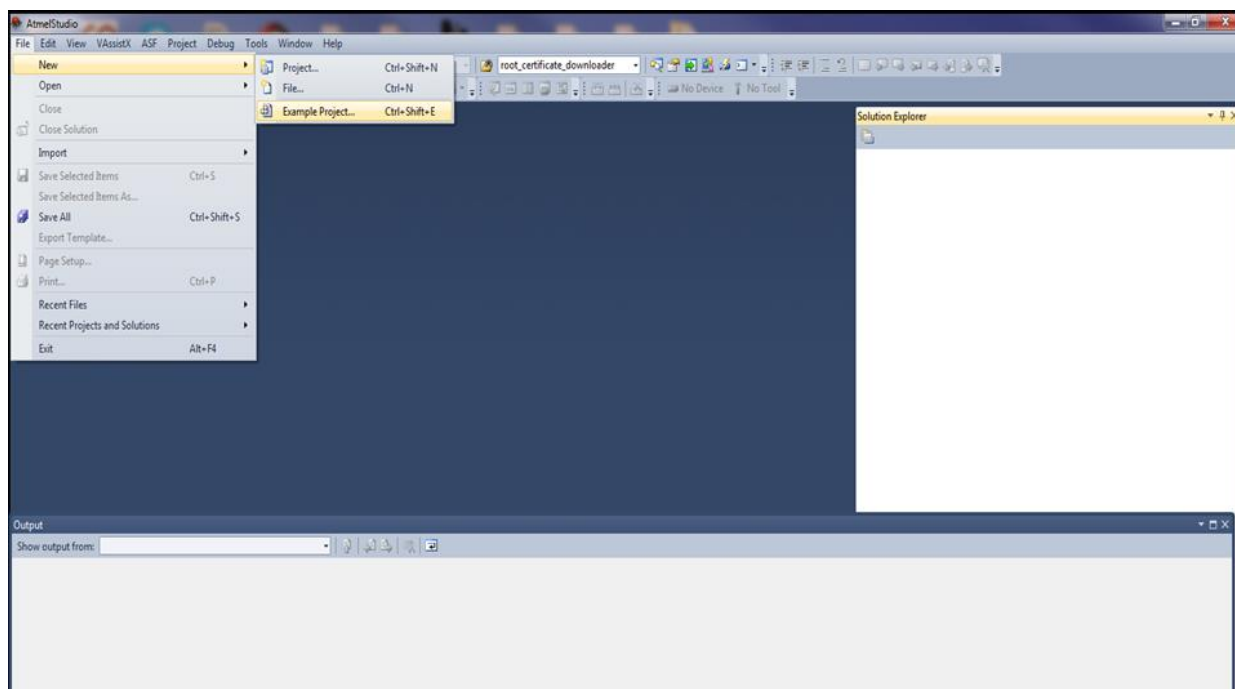 AtmelStudio
File Edit View VAssistX ASF Project Debug Tools Window Help
New
Project... Ctrl+Shift+N
root_certificate_downloader
Open
File... Ctrl+N
No Device No Tool
Close
Example Project... Ctrl+Shift+E
Solution Explorer
Close Solution
Import
Save Selected Items Ctrl+S
Save Selected Items As...
Save All Ctrl+Shift+S
Export Template...
Page Setup...
Print... Ctrl+P
Recent Files
Recent Projects and Solutions
Exit Alt+F4
Output
Show output from: